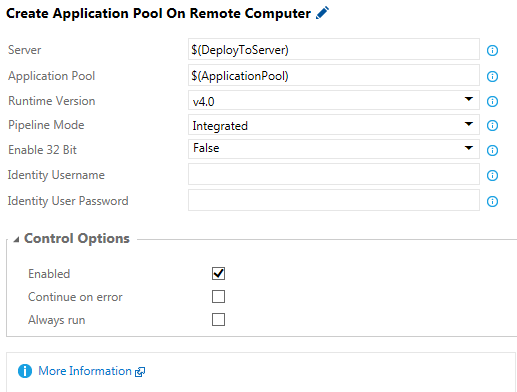 Create Application Pool On Remote Computer
Server $(DeployToServer)
Application Pool $(ApplicationPool)
Runtime Version v4.0
Pipeline Mode Integrated
Enable 32 Bit False
Identity Username
Identity User Password
Control Options
Enabled
Continue on error
Always run
More Information